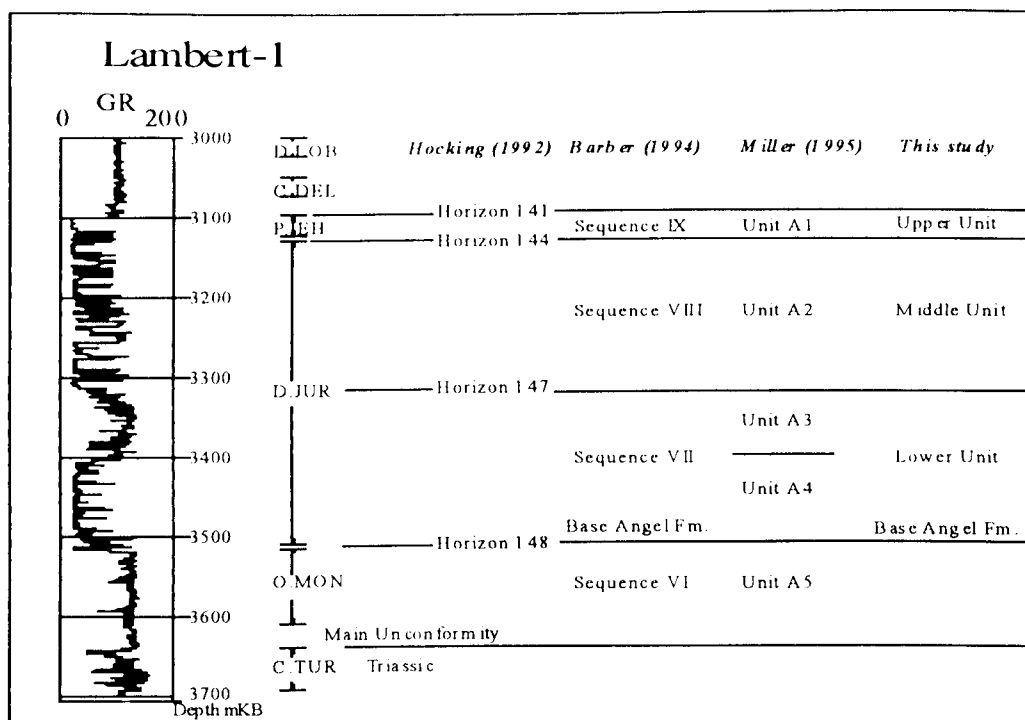 Lambert-1
GR
0 200
3000
D.LOB Hocking (1992) Barber (1994) Miller (1995) This study
C.DEL
3100 Horizon 141
P.IEH Sequence IX Unit A1 Upper Unit
Horizon 144
3200 Sequence VIII Unit A2 Middle Unit
3300
D.JUR Horizon 147
Unit A3
3400 Sequence VII Lower Unit
Unit A4
Base Angel Fm. Base Angel Fm.
3500 Horizon 148
O.MON Sequence VI Unit A5
3600
Main Unconformity
C.TUR Triassic
3700
Depth mKB